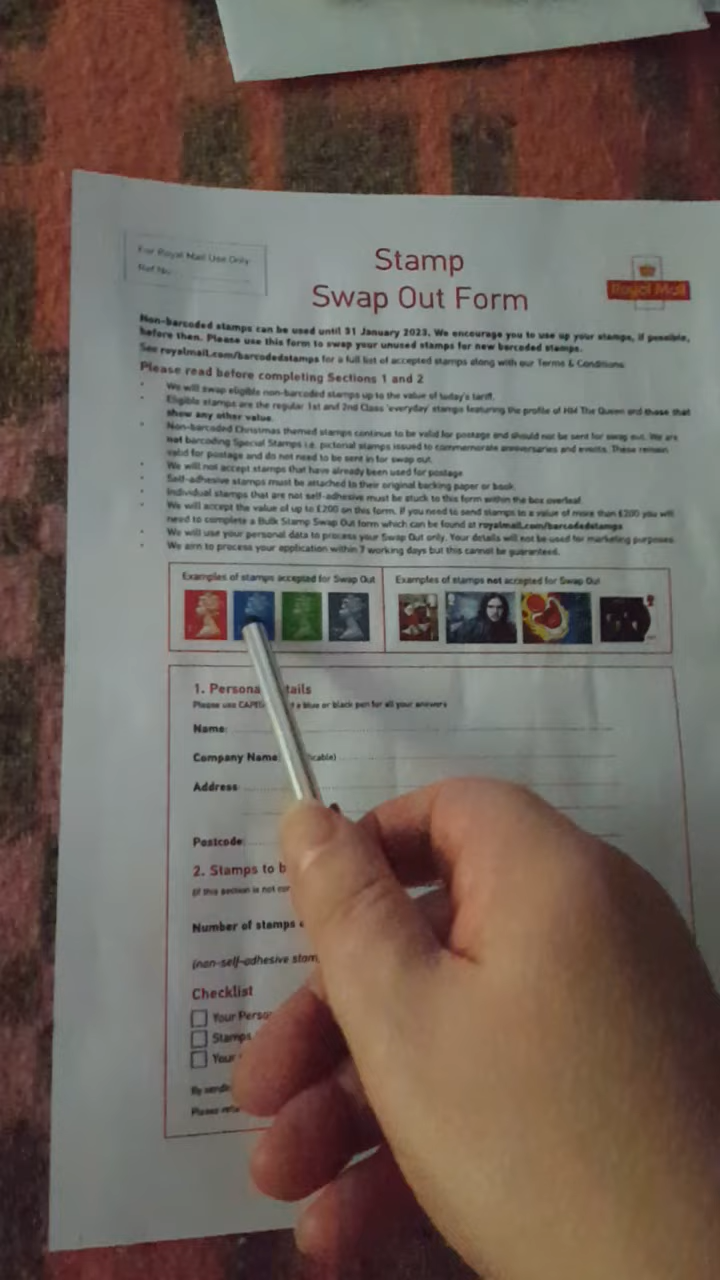 For Royal Mail Use Only
Ref No
Stamp
Swap Out Form
Royal Mail
Non-barcoded stamps can be used until 31 January 2023. We encourage you to use up your stamps, if possible,
before then. Please use this form to swap your unused stamps for new barcoded stamps.
See royalmail.com/barcodedstamps for a full list of accepted stamps along with our Terms & Conditions.
Please read before completing Sections 1 and 2
• We will swap eligible non-barcoded stamps up to the value of today's tariff.
• Eligible stamps are the regular 1st and 2nd Class 'everyday' stamps featuring the profile of HM The Queen and those that
show any other value.
• Non-barcoded Christmas themed stamps continue to be valid for postage and should not be sent for swap out. We are
not barcoding Special Stamps i.e. pictorial stamps issued to commemorate anniversaries and events. These remain
valid for postage and do not need to be sent in for swap out.
• We will not accept stamps that have already been used for postage
• Self-adhesive stamps must be attached to their original backing paper or book.
• Individual stamps that are not self-adhesive must be stuck to this form within the box overleaf.
• We will accept the value of up to £200 on this form. If you need to send stamps to a value of more than £200 you will
need to complete a Bulk Stamp Swap Out form which can be found at royalmail.com/barcodedstamps
• We will use your personal data to process your Swap Out only. Your details will not be used for marketing purposes.
• We aim to process your application within 7 working days but this cannot be guaranteed.
Examples of stamps accepted for Swap Out
Examples of stamps not accepted for Swap Out
1. Persona tails
Please use CAPI a blue or black pen for all your answers
Name:
Company Name icable)
Address
Postcode:
2. Stamps to b
(if this section is not cor
Number of stamps e
(non-self-adhesive stam
Checklist
Your Perso
Stamps
Your
By sendi
Please retu